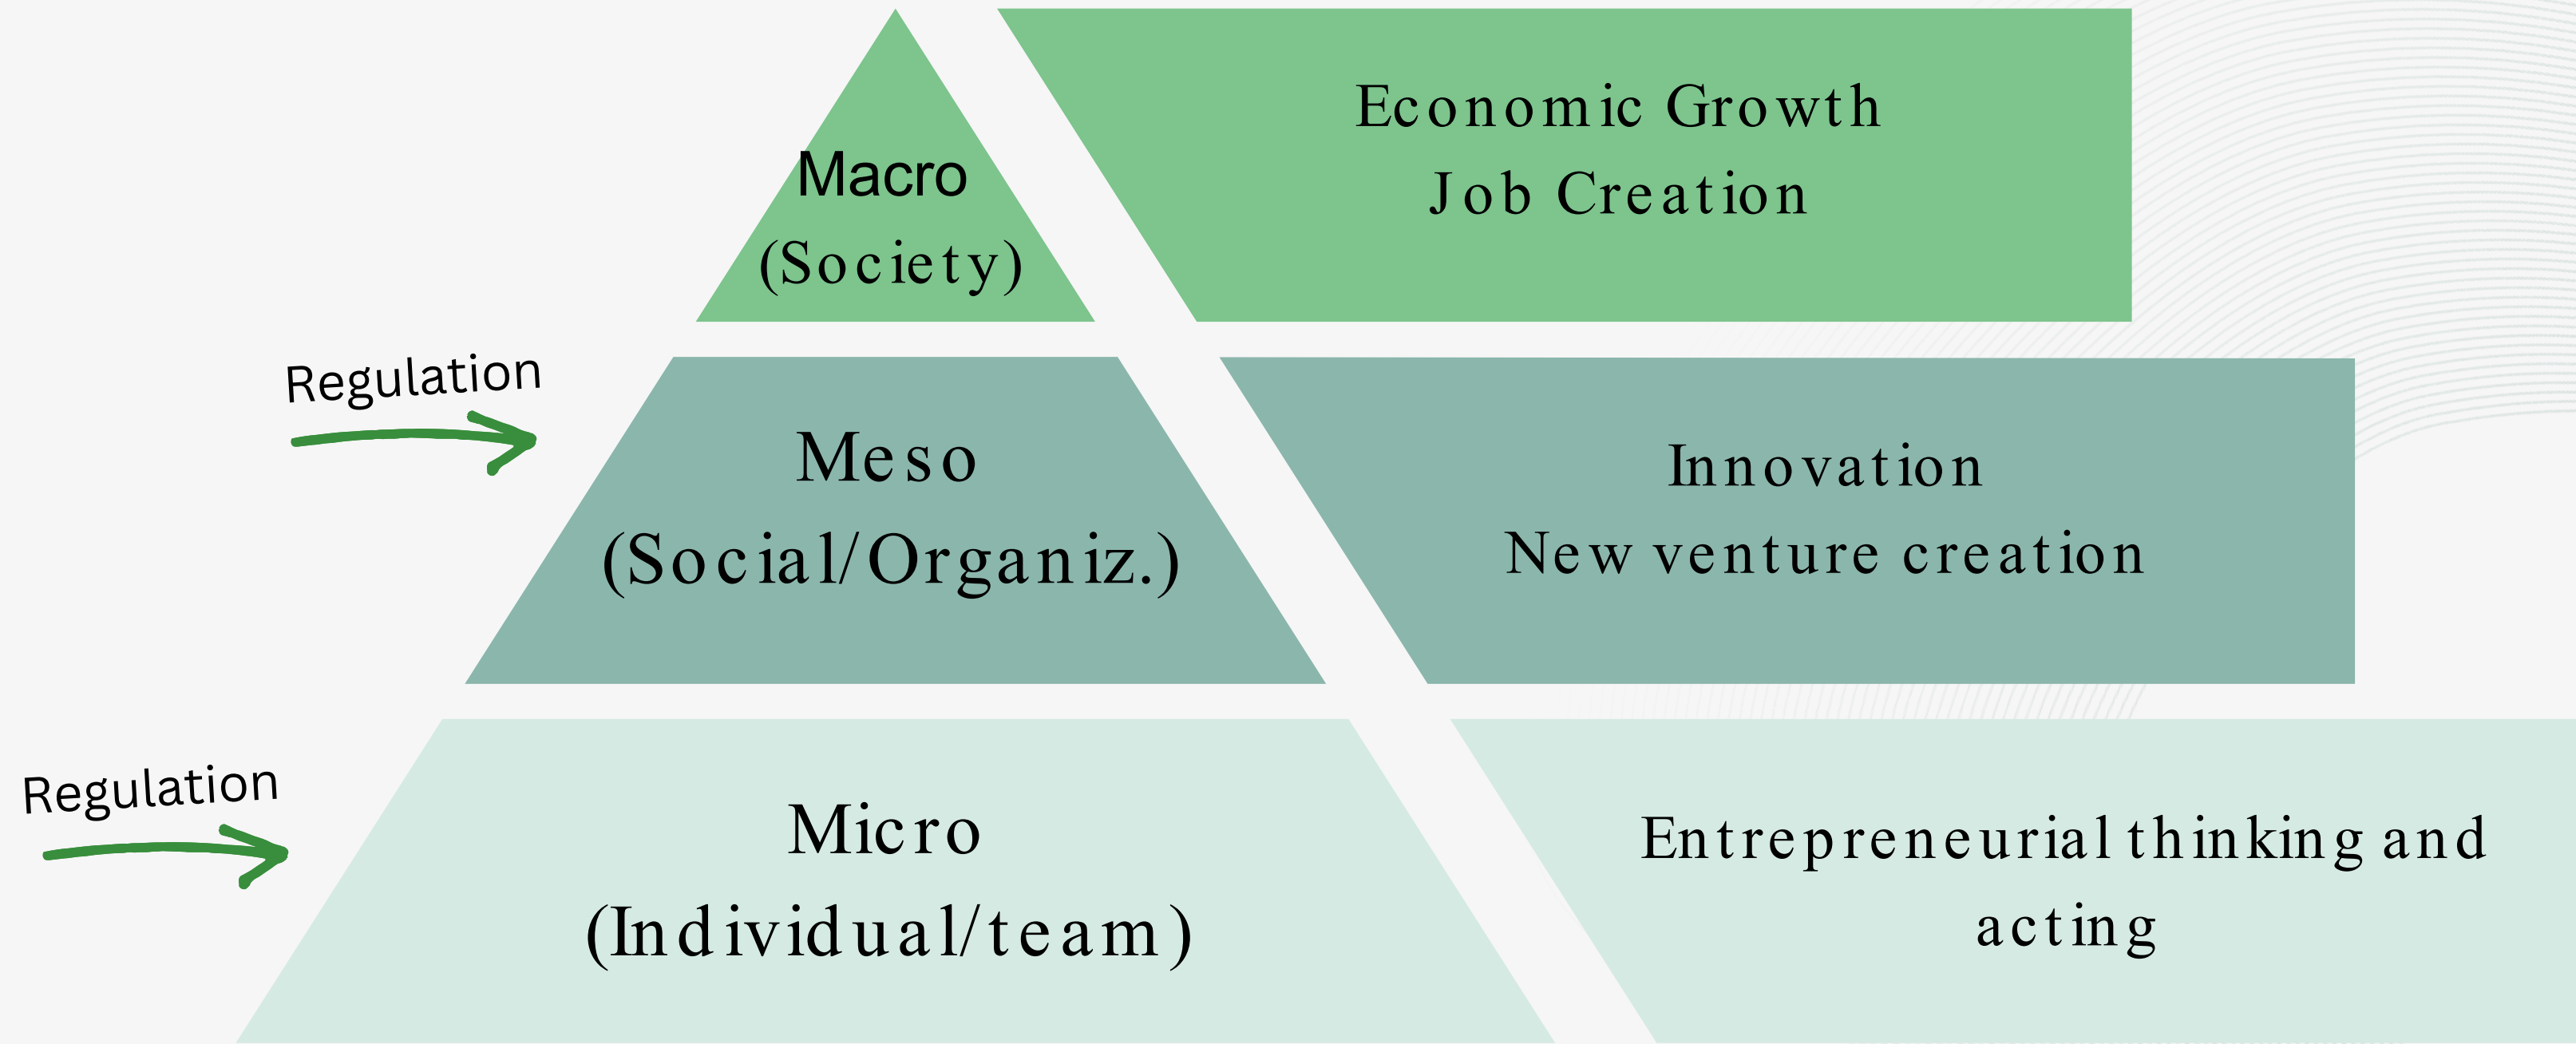 Macro
(Society)
Economic Growth
Job Creation
Regulation
Meso
(Social/Organiz.)
Innovation
New venture creation
Regulation
Micro
(Individual/team)
Entrepreneurial thinking and
acting